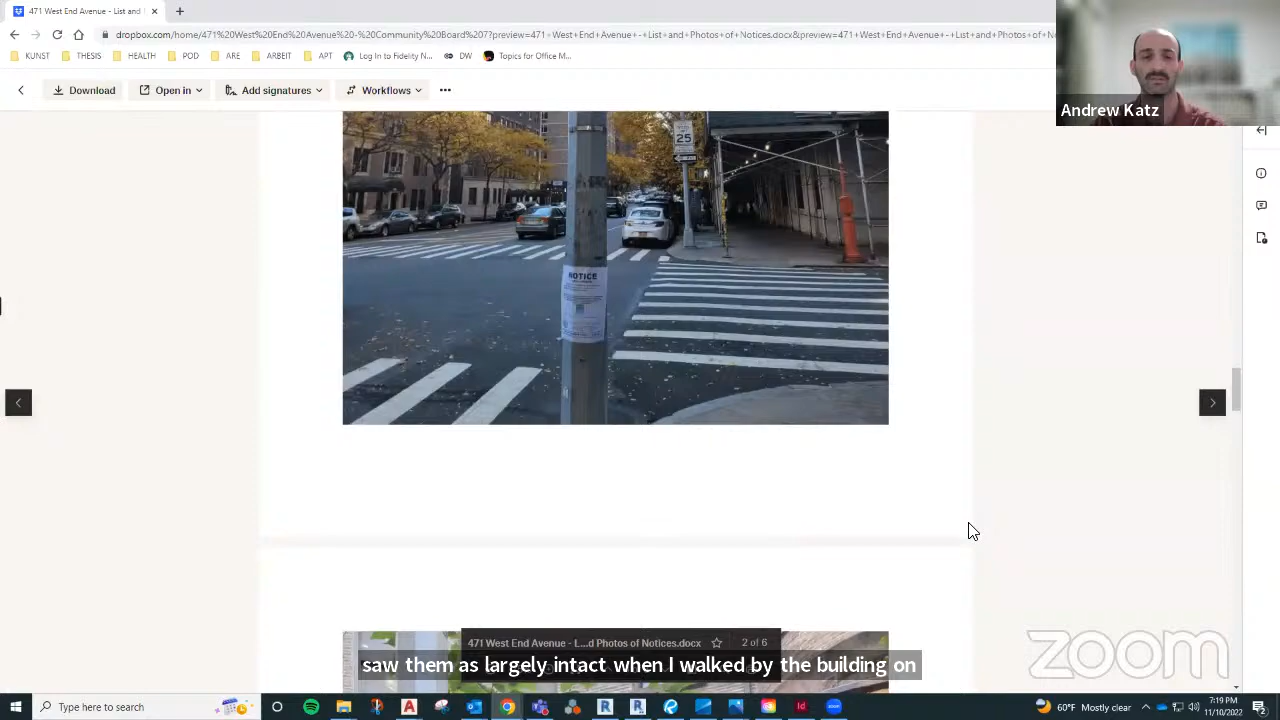 471 West End Avenue - List and
dropbox.com/home/471%20West%20End%20Avenue%20-%20Community%20Board%207?preview=471+West+End+Avenue+-+List+and+Photos+of+Notices.docx&preview=471+West+End+Avenue+-+List+and+Photos+of+No
KUNST THESIS HEALTH POD ARE ARBEIT APT Log In to Fidelity N... DW Topics for Office M...
Download Open in Add signatures Workflows
Andrew Katz
25
NOTICE
471 West End Avenue - L...d Photos of Notices.docx 2 of 6
saw them as largely intact when I walked by the building on
zoom
Type here to search
60°F Mostly clear
7:19 PM
11/10/2022
2